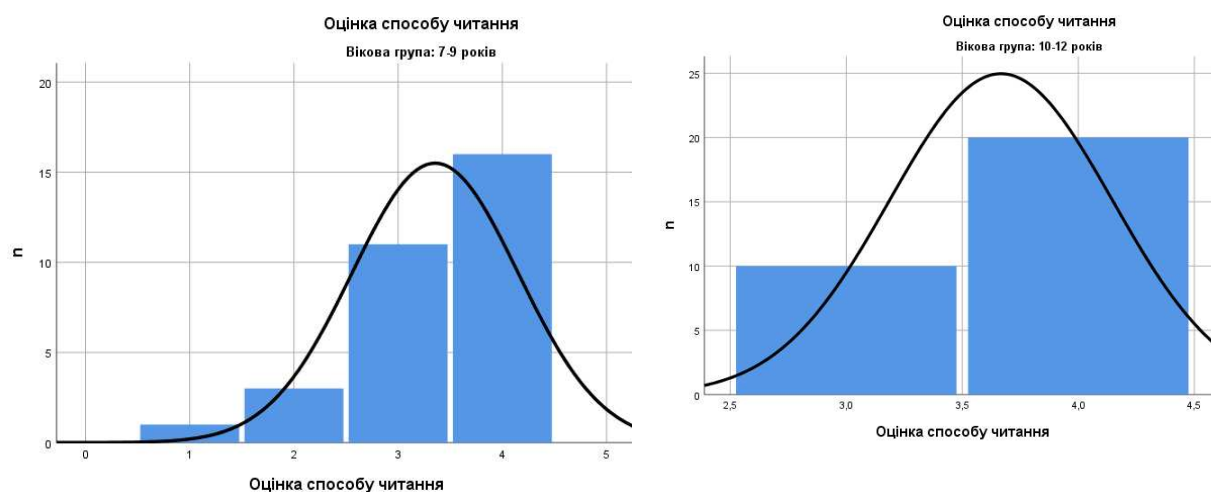 Оцінка способу читання
Вікова група: 7-9 років
20
15
10
5
0
n
0 1 2 3 4 5
Оцінка способу читання
Оцінка способу читання
Вікова група: 10-12 років
25
20
15
10
5
0
n
2,5 3,0 3,5 4,0 4,5
Оцінка способу читання